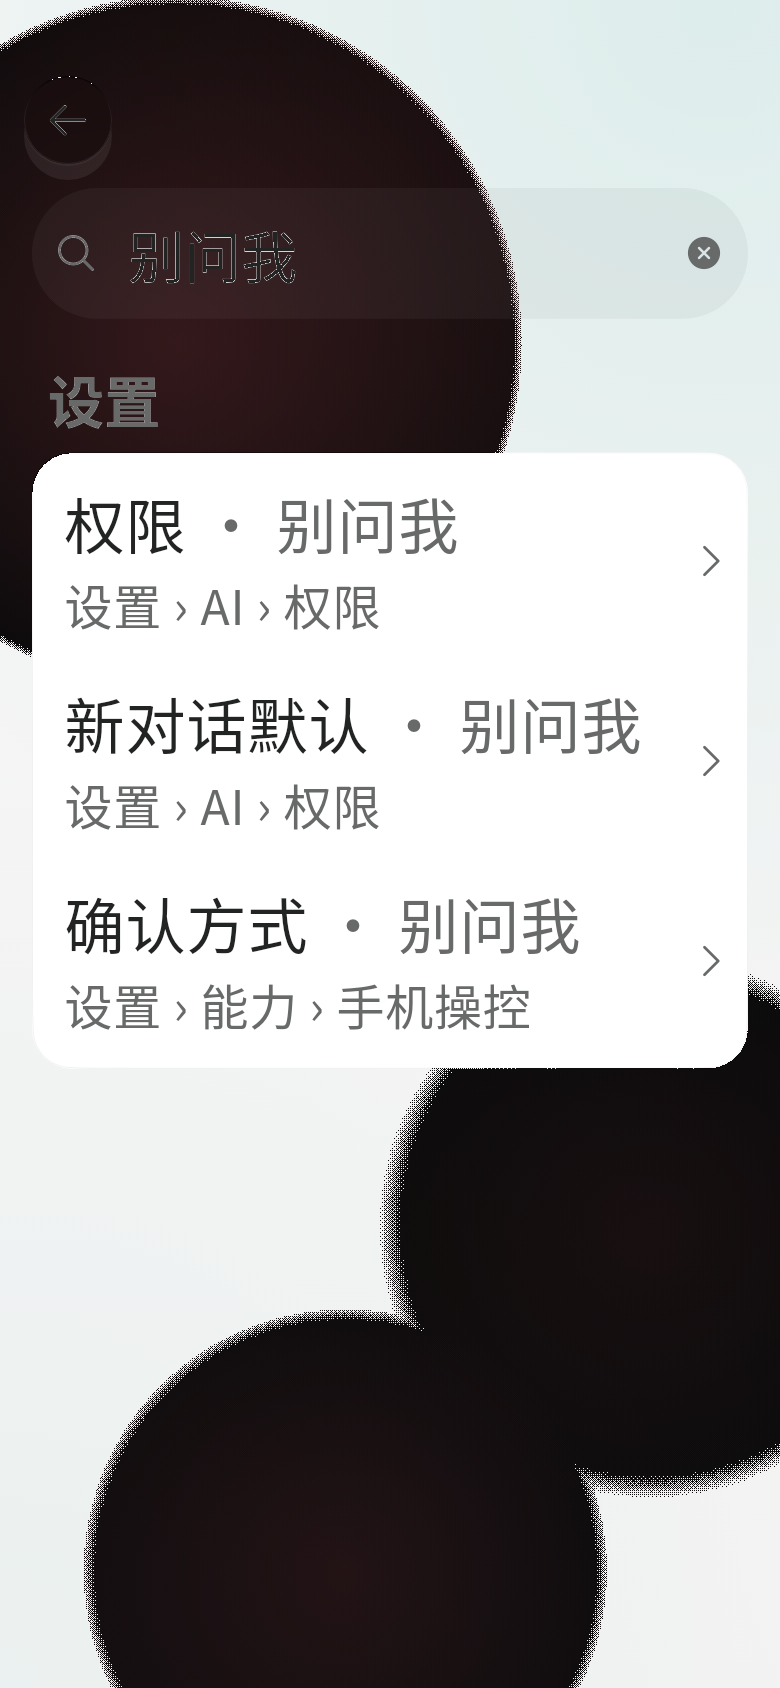 别问我
设置
权限 • 别问我
设置 › AI › 权限
新对话默认 • 别问我
设置 › AI › 权限
确认方式 • 别问我
设置 › 能力 › 手机操控